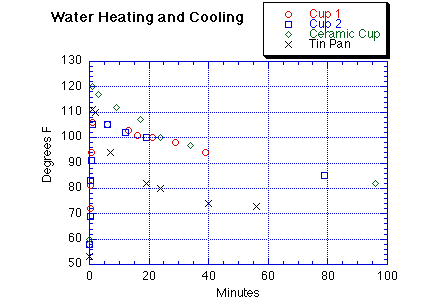 Water Heating and Cooling
Cup 1
Cup 2
Ceramic Cup
Tin Pan
130
120
110
100
90
80
70
60
50
Degrees F
0 20 40 60 80 100
Minutes